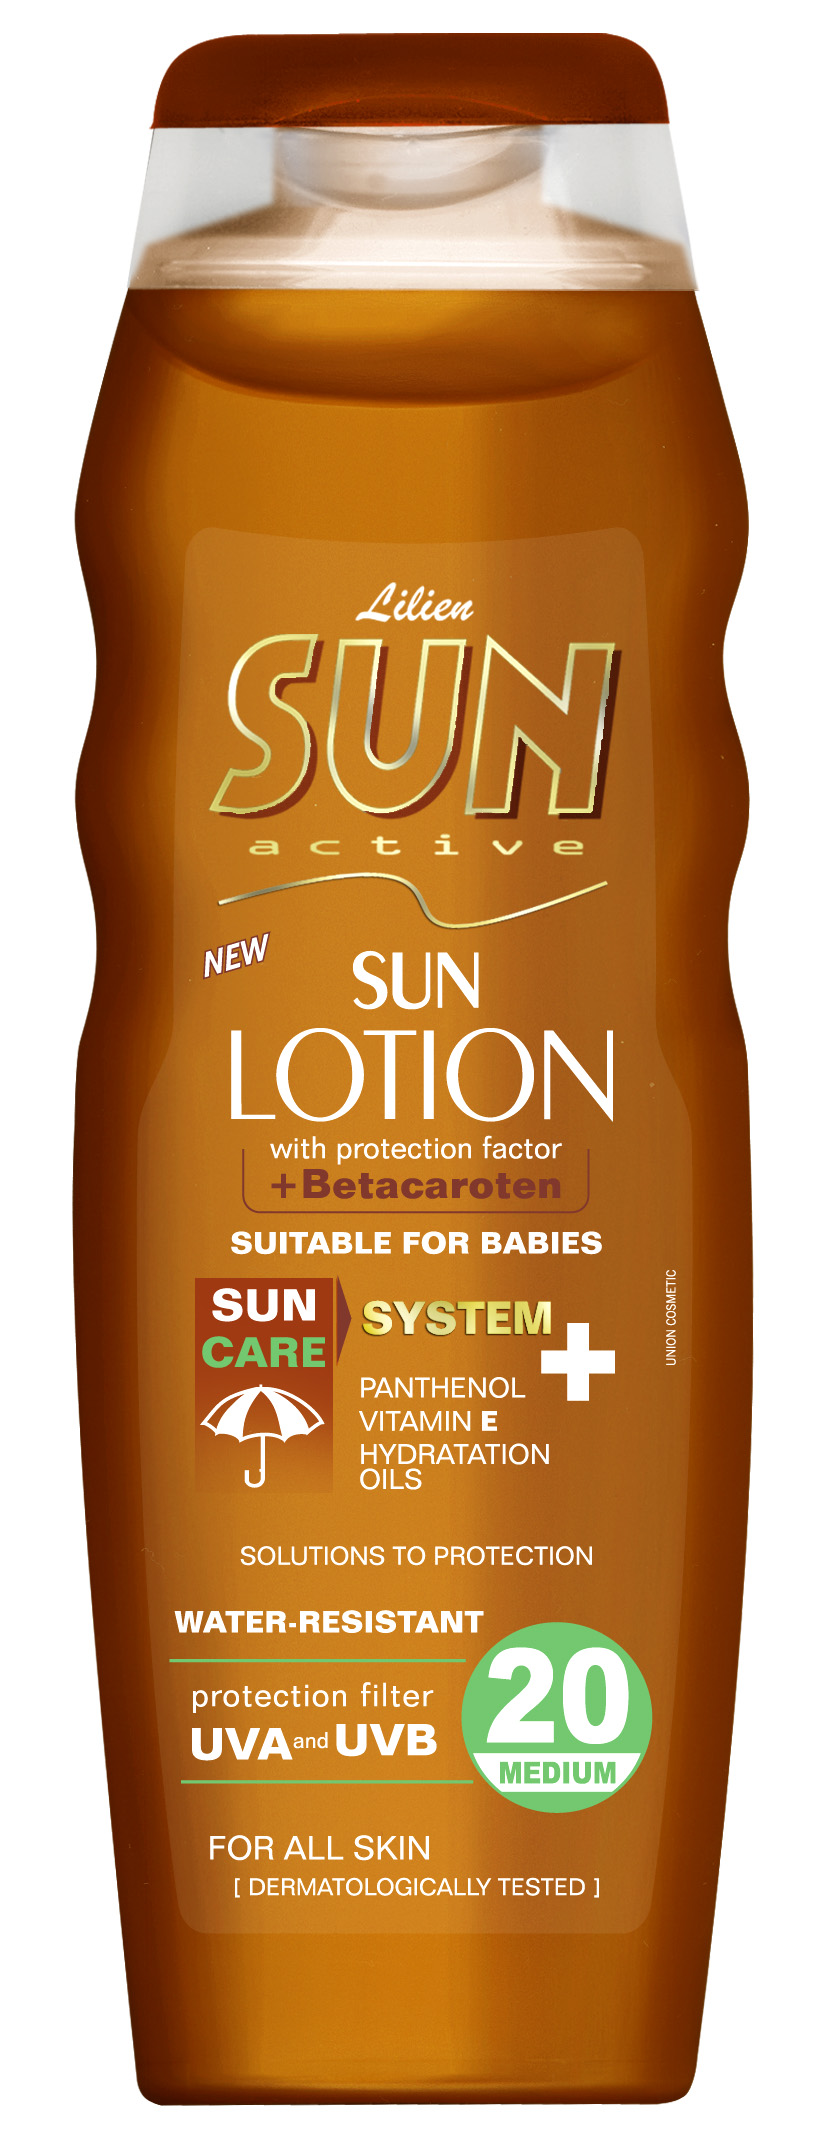 Lilien
SUN
active
NEW
SUN
LOTION
with protection factor
+Betacaroten
SUITABLE FOR BABIES
SUN
CARE
SYSTEM
PANTHENOL
VITAMIN E
HYDRATATION
OILS
UNION COSMETIC
SOLUTIONS TO PROTECTION
WATER-RESISTANT
protection filter
UVA and UVB
20
MEDIUM
FOR ALL SKIN
[ DERMATOLOGICALLY TESTED ]